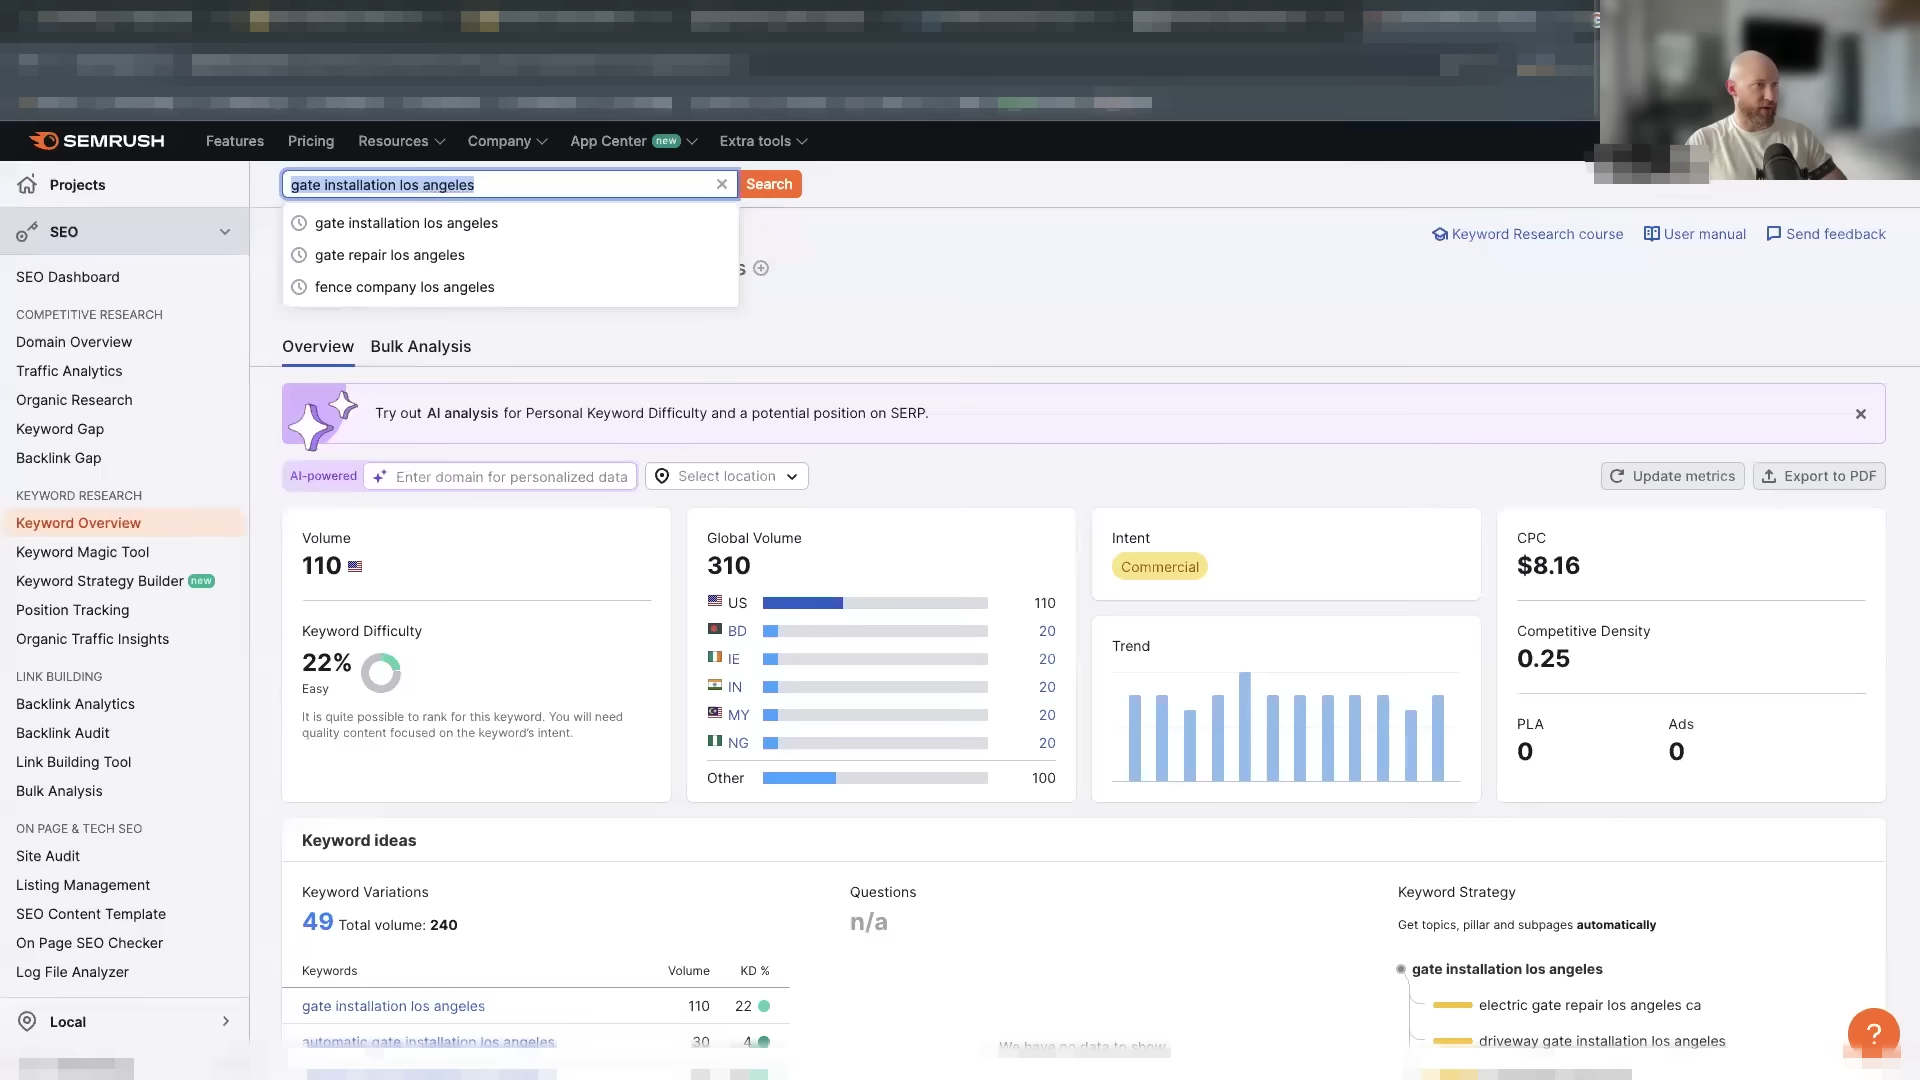 SEMRUSH
Features
Pricing
Resources
Company
App Center new
Extra tools
Projects
gate installation los angeles
Search
SEO
gate installation los angeles
gate repair los angeles
fence company los angeles
Keyword Research course
User manual
Send feedback
s
SEO Dashboard
COMPETITIVE RESEARCH
Domain Overview
Traffic Analytics
Organic Research
Keyword Gap
Backlink Gap
KEYWORD RESEARCH
Keyword Overview
Keyword Magic Tool
Keyword Strategy Builder new
Position Tracking
Organic Traffic Insights
LINK BUILDING
Backlink Analytics
Backlink Audit
Link Building Tool
Bulk Analysis
ON PAGE & TECH SEO
Site Audit
Listing Management
SEO Content Template
On Page SEO Checker
Log File Analyzer
Local
Overview
Bulk Analysis
Try out AI analysis for Personal Keyword Difficulty and a potential position on SERP.
AI-powered
Enter domain for personalized data
Select location
Update metrics
Export to PDF
Volume
110
Keyword Difficulty
22%
Easy
It is quite possible to rank for this keyword. You will need
quality content focused on the keyword's intent.
Global Volume
310
US 110
BD 20
IE 20
IN 20
MY 20
NG 20
Other 100
Intent
Commercial
Trend
CPC
$8.16
Competitive Density
0.25
PLA
0
Ads
0
Keyword ideas
Keyword Variations
49 Total volume: 240
Keywords Volume KD %
gate installation los angeles 110 22
automatic gate installation los angeles 30 4
Questions
n/a
We have no data to show
Keyword Strategy
Get topics, pillar and subpages automatically
gate installation los angeles
electric gate repair los angeles ca
driveway gate installation los angeles
?